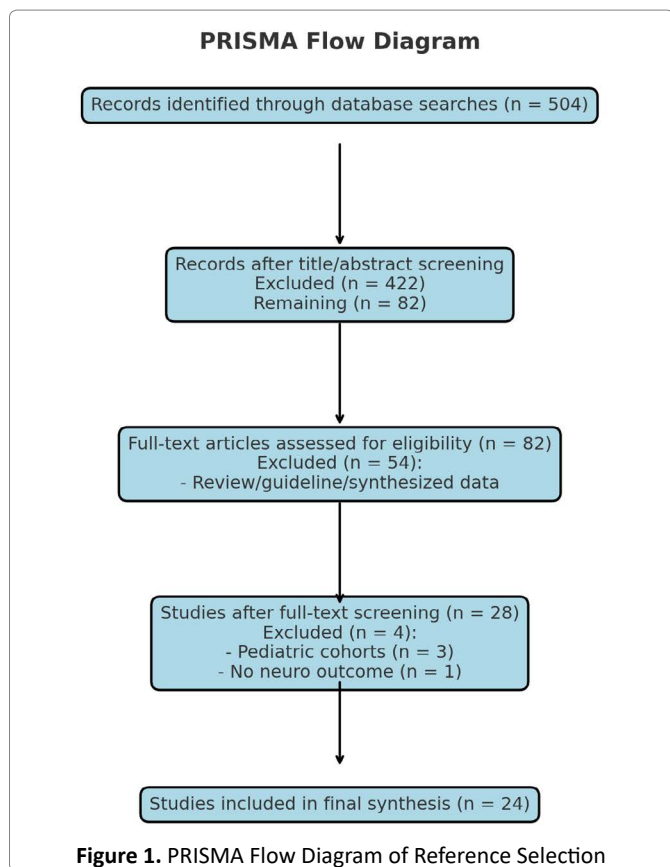 PRISMA Flow Diagram
Records identified through database searches (n = 504)
Records after title/abstract screening
Excluded (n = 422)
Remaining (n = 82)
Full-text articles assessed for eligibility (n = 82)
Excluded (n = 54):
- Review/guideline/synthesized data
Studies after full-text screening (n = 28)
Excluded (n = 4):
- Pediatric cohorts (n = 3)
- No neuro outcome (n = 1)
Studies included in final synthesis (n = 24)
Figure 1. PRISMA Flow Diagram of Reference Selection